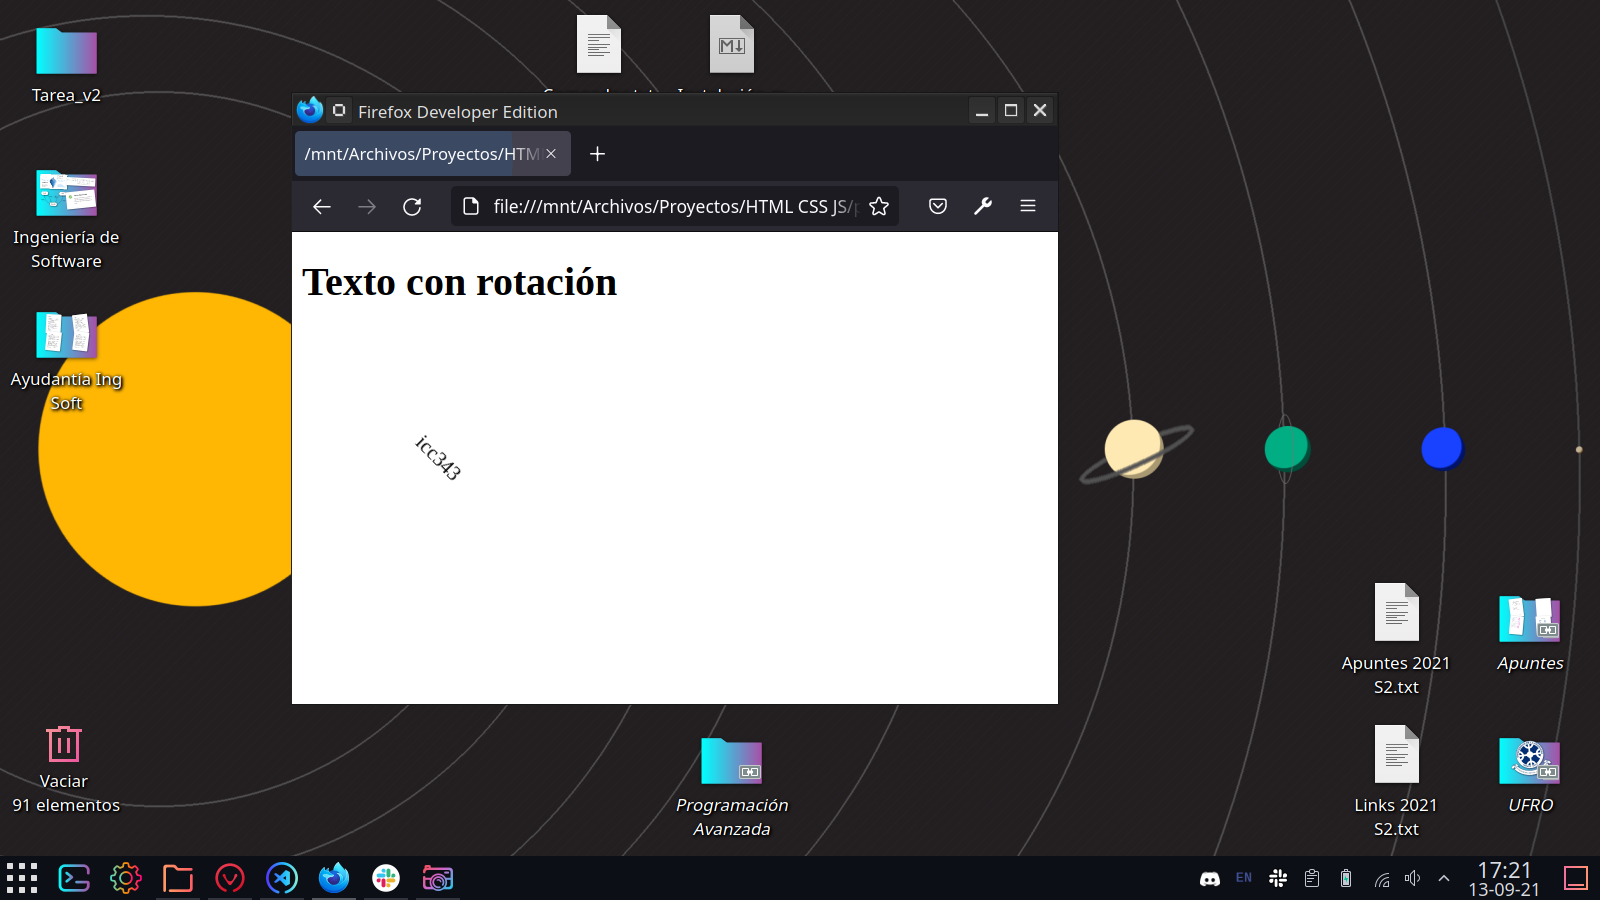 Tarea_v2
Ingeniería de
Software
Ayudantía Ing
Soft
Vaciar
91 elementos
Firefox Developer Edition
/mnt/Archivos/Proyectos/HTM
file:///mnt/Archivos/Proyectos/HTML CSS JS/
Texto con rotación
icc343
Programación
Avanzada
Apuntes 2021
S2.txt
Apuntes
Links 2021
S2.txt
UFRO
EN
17:21
13-09-21